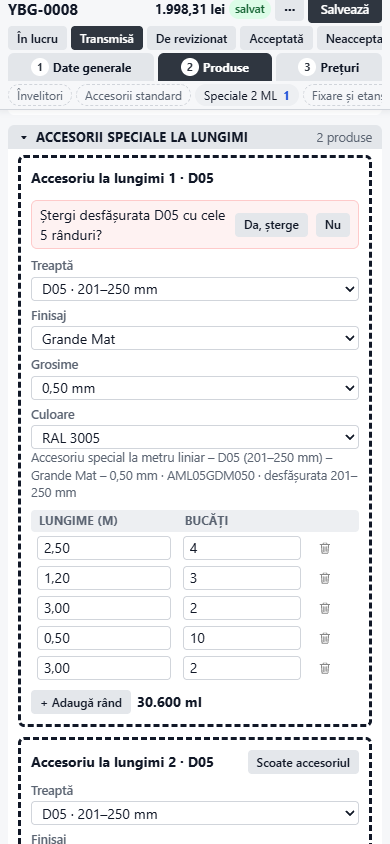 YBG-0008 1.998,31 lei salvat ... Salvează
În lucru Transmisă De revizionat Acceptată Neaccepta
1 Date generale 2 Produse 3 Prețuri
Învelitori Accesorii standard Speciale 2 ML 1 Fixare și etan
ACCESORII SPECIALE LA LUNGIMI 2 produse
Accesoriu la lungimi 1 · D05
Ștergi desfășurata D05 cu cele
5 rânduri?
Da, șterge Nu
Treaptă
D05 · 201–250 mm
Finisaj
Grande Mat
Grosime
0,50 mm
Culoare
RAL 3005
Accesoriu special la metru liniar – D05 (201–250 mm) –
Grande Mat – 0,50 mm · AML05GDM050 · desfășurata 201–
250 mm
LUNGIME (M) BUCĂȚI
2,50 4
1,20 3
3,00 2
0,50 10
3,00 2
+ Adaugă rând 30.600 ml
Accesoriu la lungimi 2 · D05 Scoate accesoriul
Treaptă
D05 · 201–250 mm
Finisaj